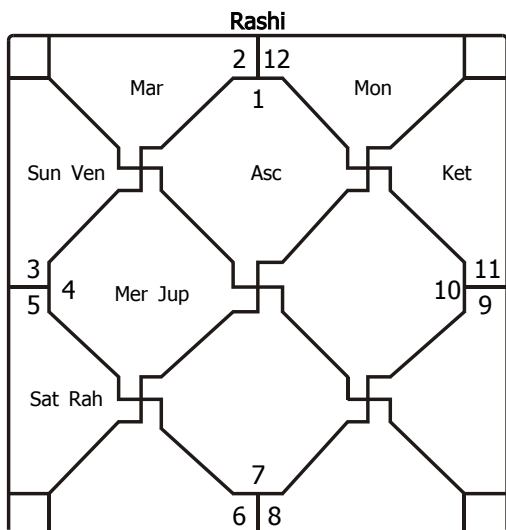 Rashi
2 12
Mar 1 Mon
Sun Ven Asc Ket
3 11
5 4 Mer Jup 10 9
Sat Rah
7
6 8